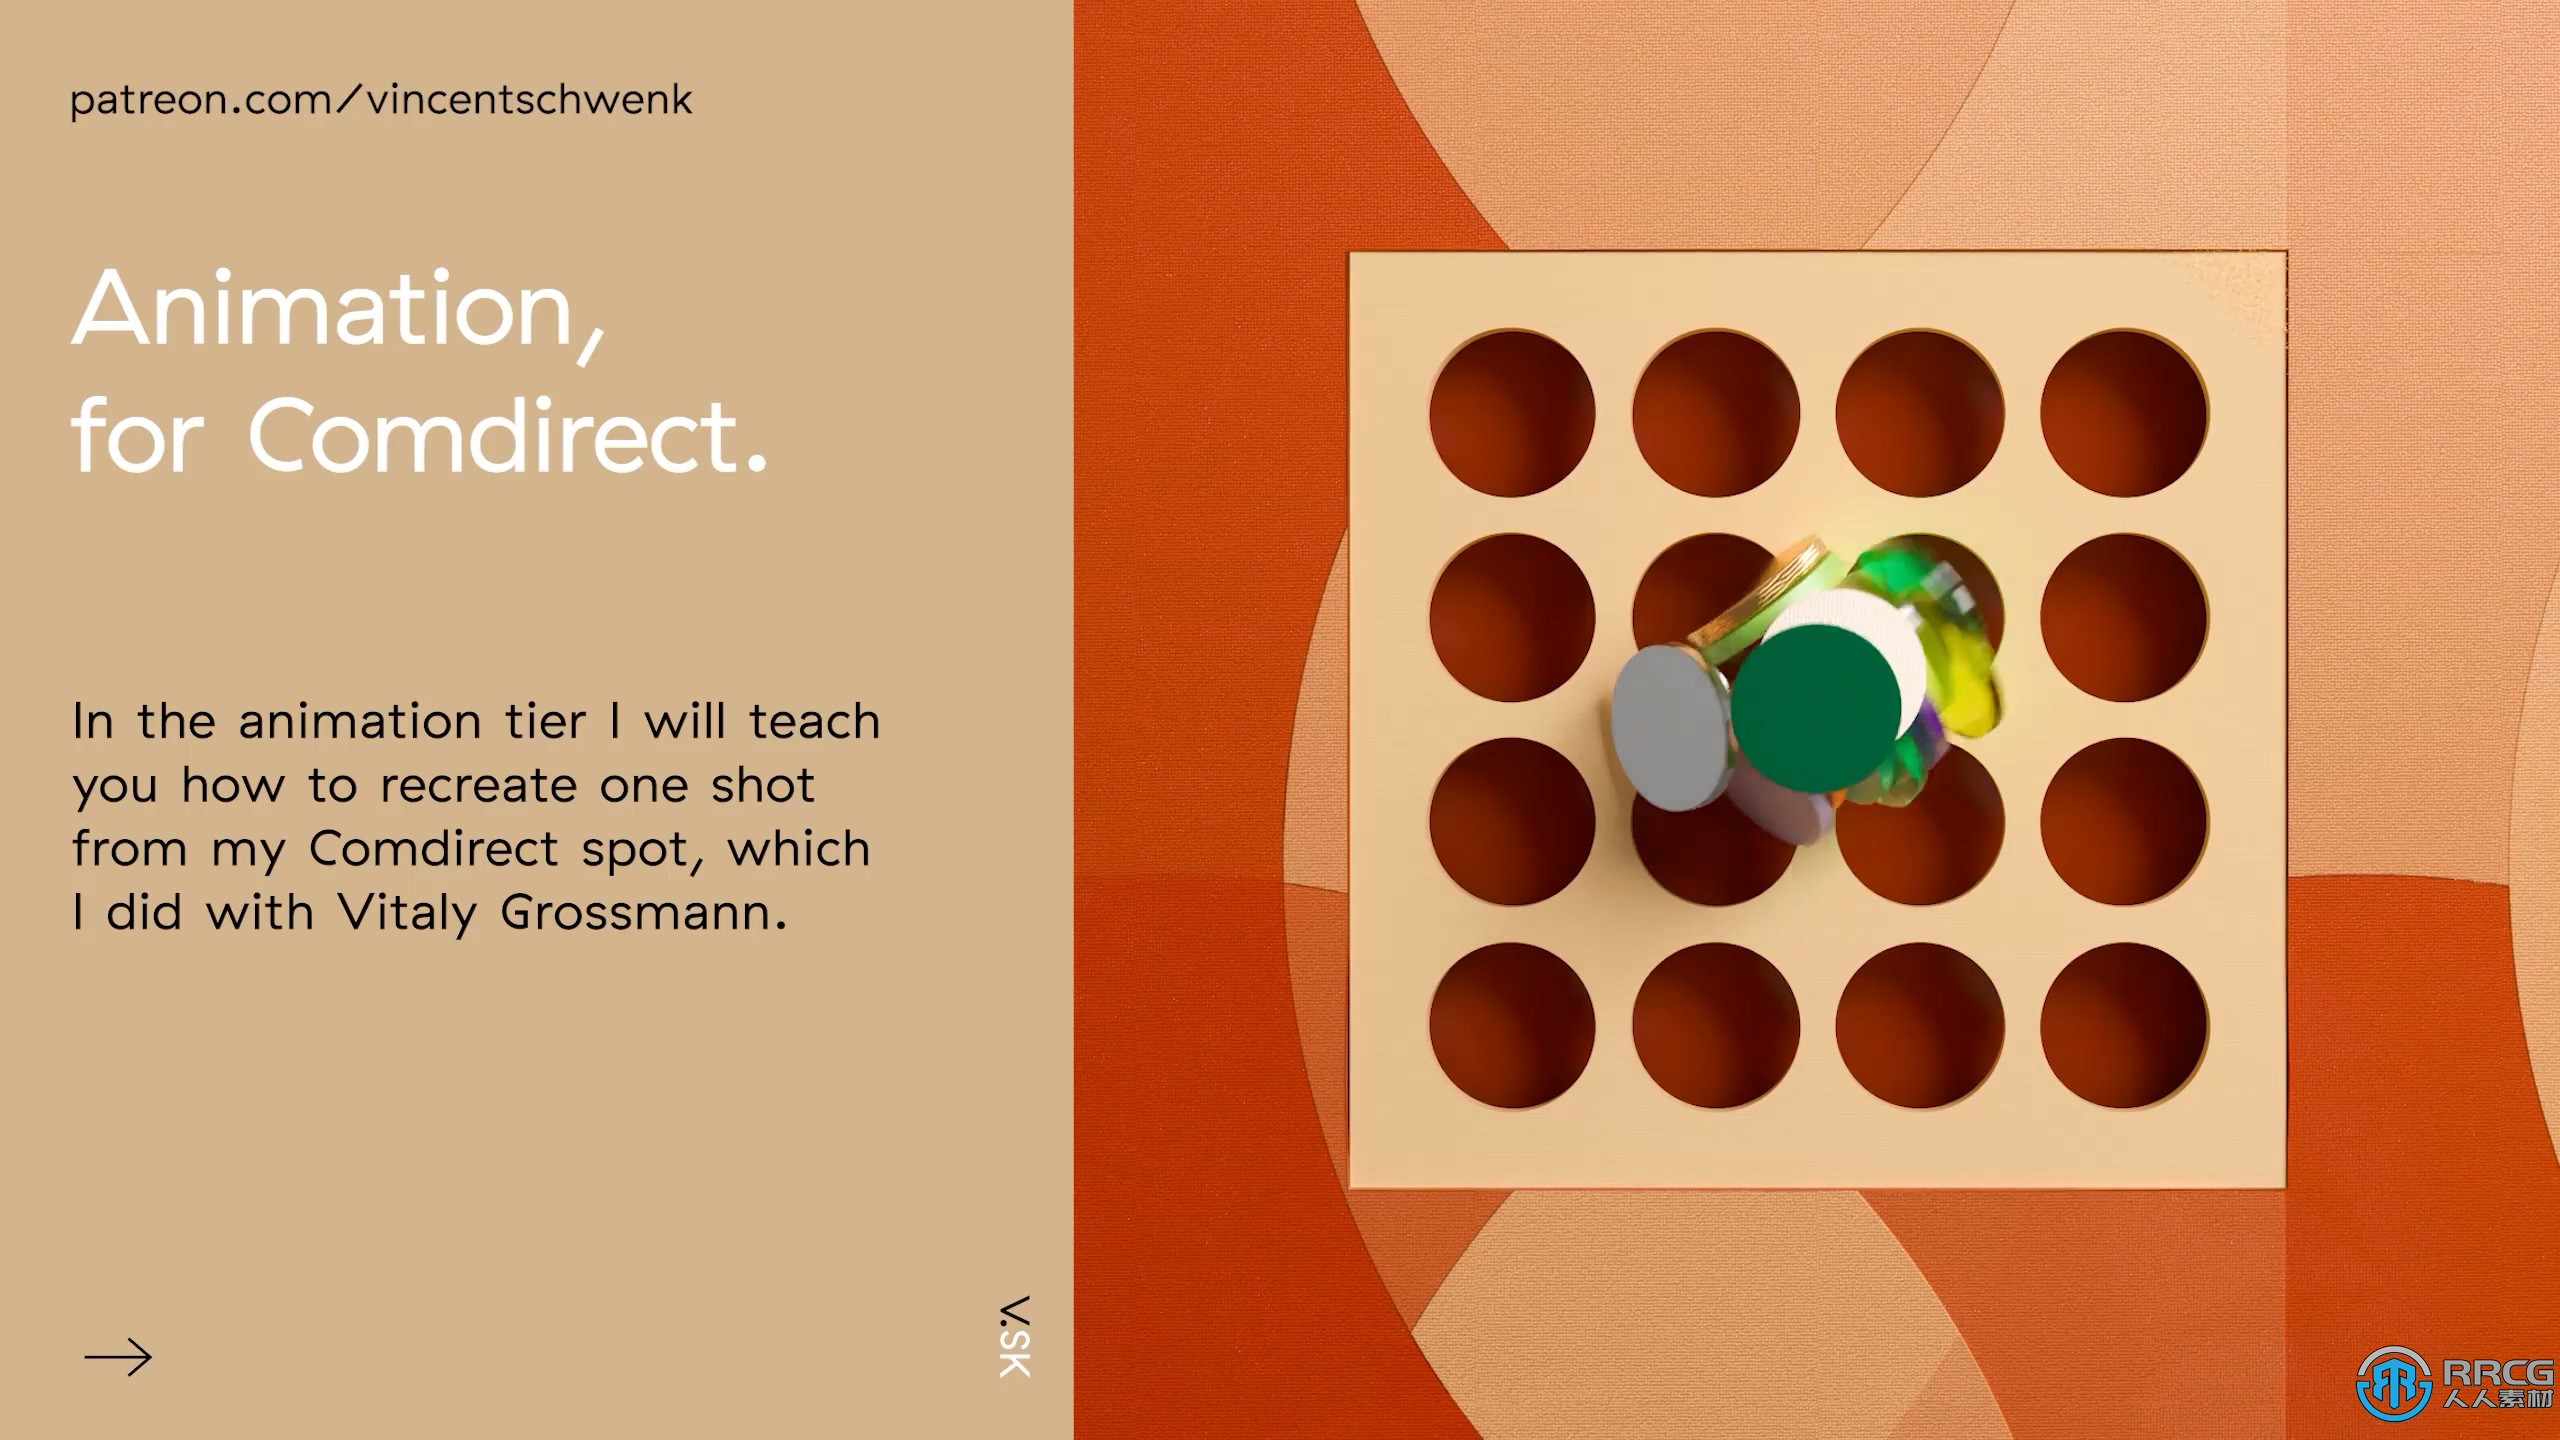 patreon.com/vincentschwenk
Animation,
for Comdirect.
In the animation tier I will teach
you how to recreate one shot
from my Comdirect spot, which
I did with Vitaly Grossmann.
V.SK
RRCG
人人素材